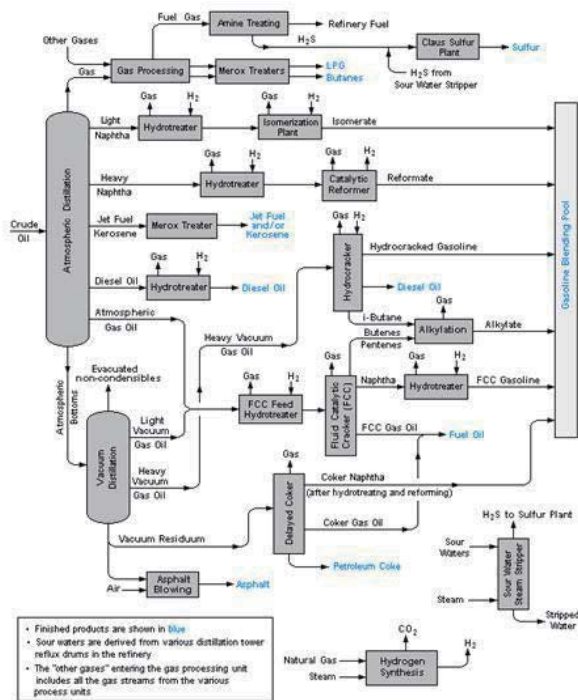 Fuel Gas
Amine Treating
Refinery Fuel
Other Gases
H2S
Claus Sulfur
Plant
Sulfur
Gas
Gas Processing
Merox Treaters
LPG
Butanes
H2S from
Sour Water Stripper
Light
Naphtha
Gas
H2
Hydrotreater
Gas
H2
Isomerization
Plant
Isomerate
Heavy
Naphtha
Gas
H2
Hydrotreater
Gas
H2
Catalytic
Reformer
Reformate
Atmospheric Distillation
Crude
Oil
Jet Fuel
Kerosene
Merox Treater
Jet Fuel
and/or
Kerosene
Gas
H2
Hydrocracker
Hydrocracked Gasoline
Diesel Oil
Gas
H2
Hydrotreater
Diesel Oil
Diesel Oil
Gasoline Blending Pool
Atmospheric
Gas Oil
i-Butane
Gas
Alkylation
Alkylate
Butenes
Pentenes
Heavy Vacuum
Gas Oil
Evacuated
non-condensibles
Atmospheric
Bottoms
Gas
H2
FCC Feed
Hydrotreater
Gas
Fluid Catalytic
Cracker (FCC)
Naphtha
Gas
H2
Hydrotreater
FCC Gasoline
FCC Gas Oil
Fuel Oil
Light
Vacuum
Gas Oil
Vacuum
Distillation
Heavy
Vacuum
Gas Oil
Gas
Delayed
Coker
Coker Naphtha
(after hydrotreatng and reforming)
Coker Gas Oil
Vacuum Residuum
Petroleum Coke
Air
Asphalt
Blowing
Asphalt
H2S to Sulfur Plant
Sour
Waters
Sour Water
Steam Stripper
Steam
Stripped
Water
• Finished products are shown in blue
• Sour waters are derived from various distillation tower
reflux drums in the refinery
• The "other gases" entering the gas processing unit
includes all the gas streams from the various
process units
CO2
H2
Natural Gas
Steam
Hydrogen
Synthesis